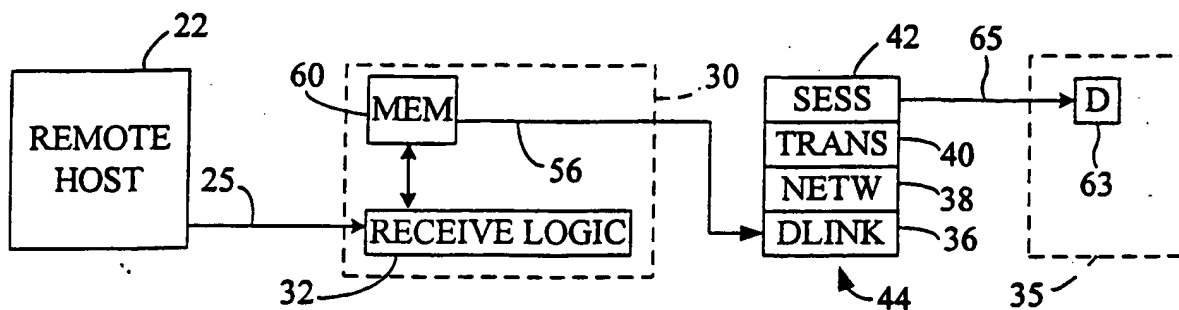 22
REMOTE
HOST
25
60
MEM
30
56
RECEIVE LOGIC
32
42
SESS
TRANS
NETW
DLINK
40
38
36
44
65
D
63
35